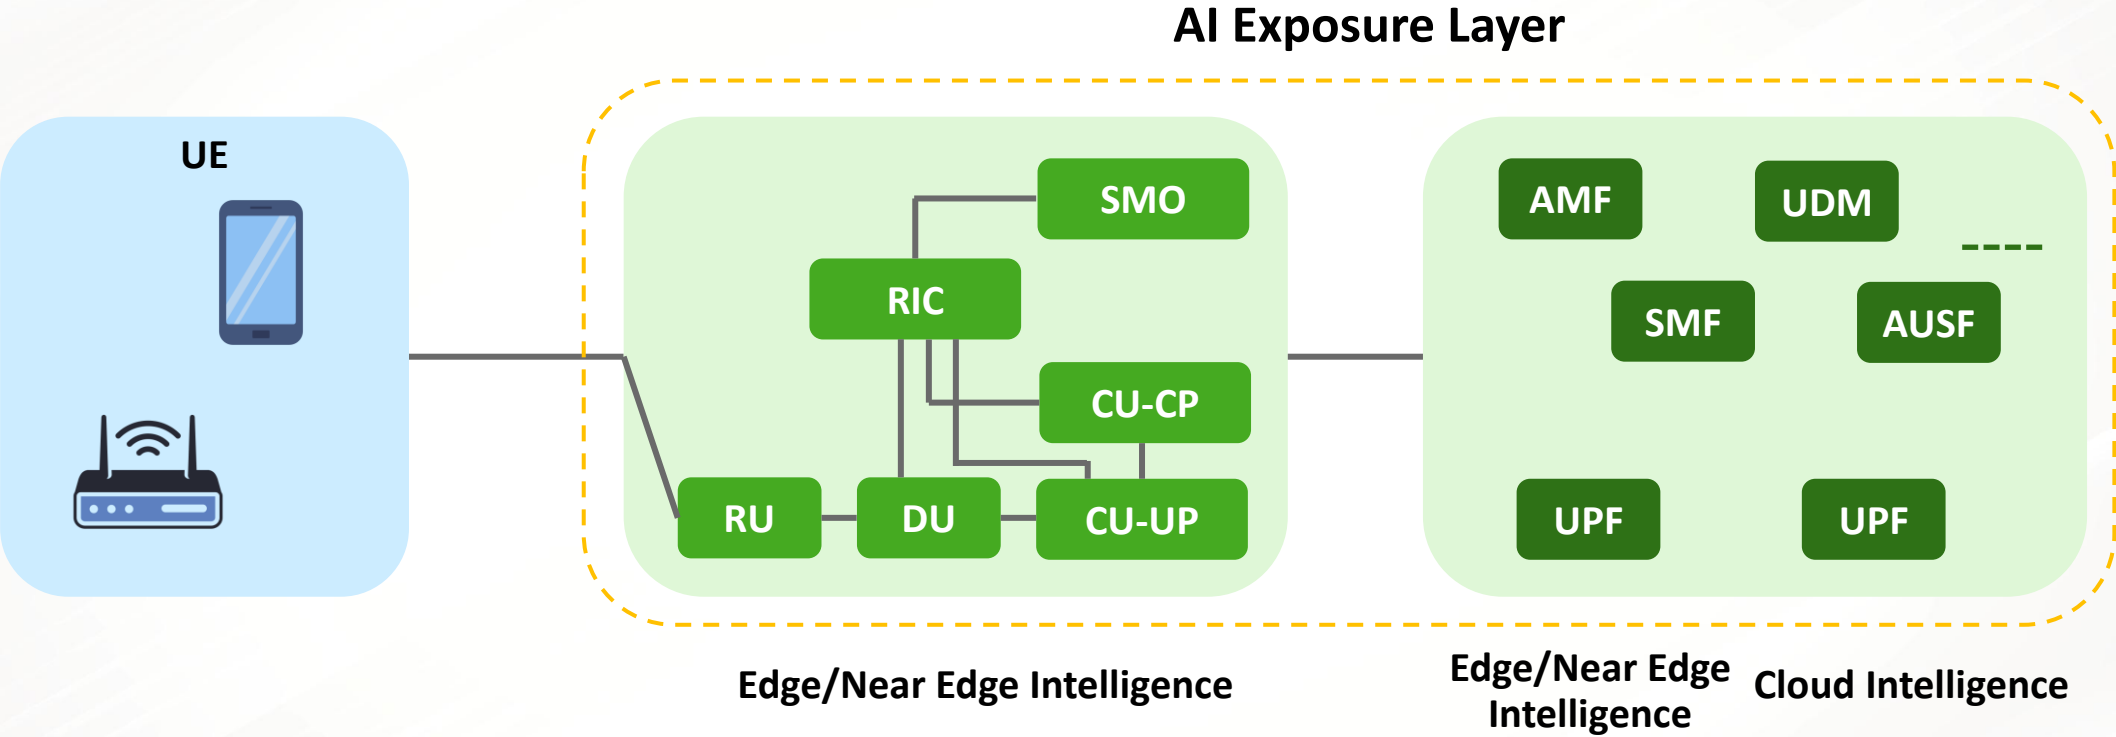 AI Exposure Layer
UE
SMO
RIC
CU-CP
RU
DU
CU-UP
AMF
UDM
----
SMF
AUSF
UPF
UPF
Edge/Near Edge Intelligence
Edge/Near Edge
Intelligence
Cloud Intelligence